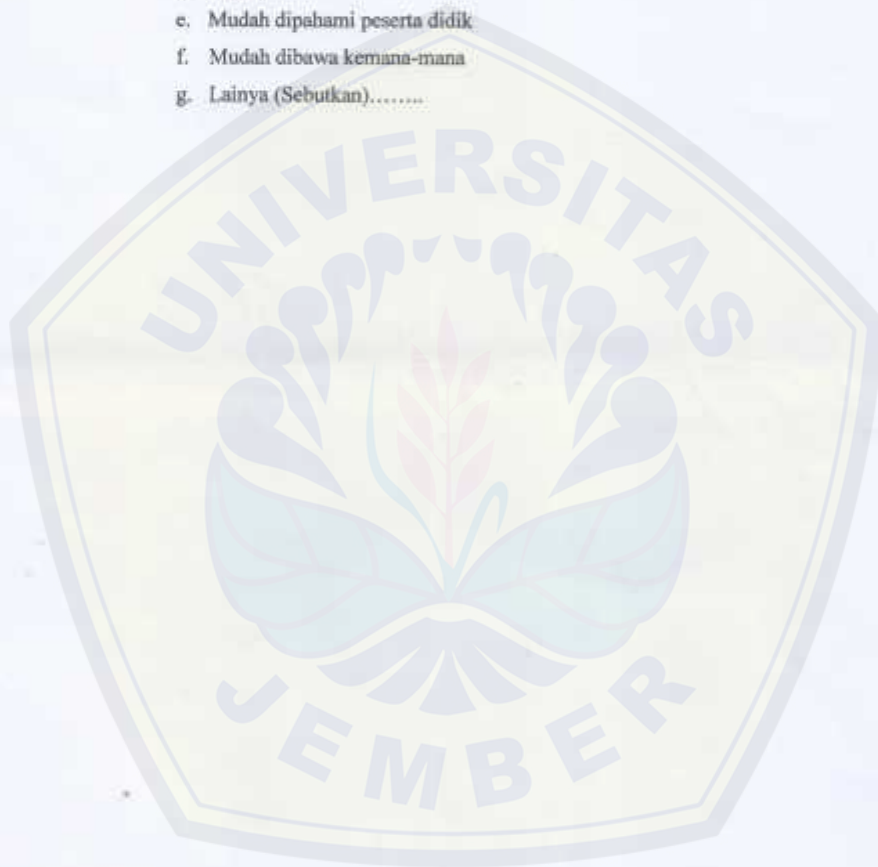 e. Mudah dipahami peserta didik
f. Mudah dibawa kemana-mana
g. Lainya (Sebutkan)........
UNIVERSITAS
JEMBER